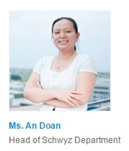 Ms. An Doan
Head of Schwyz Department